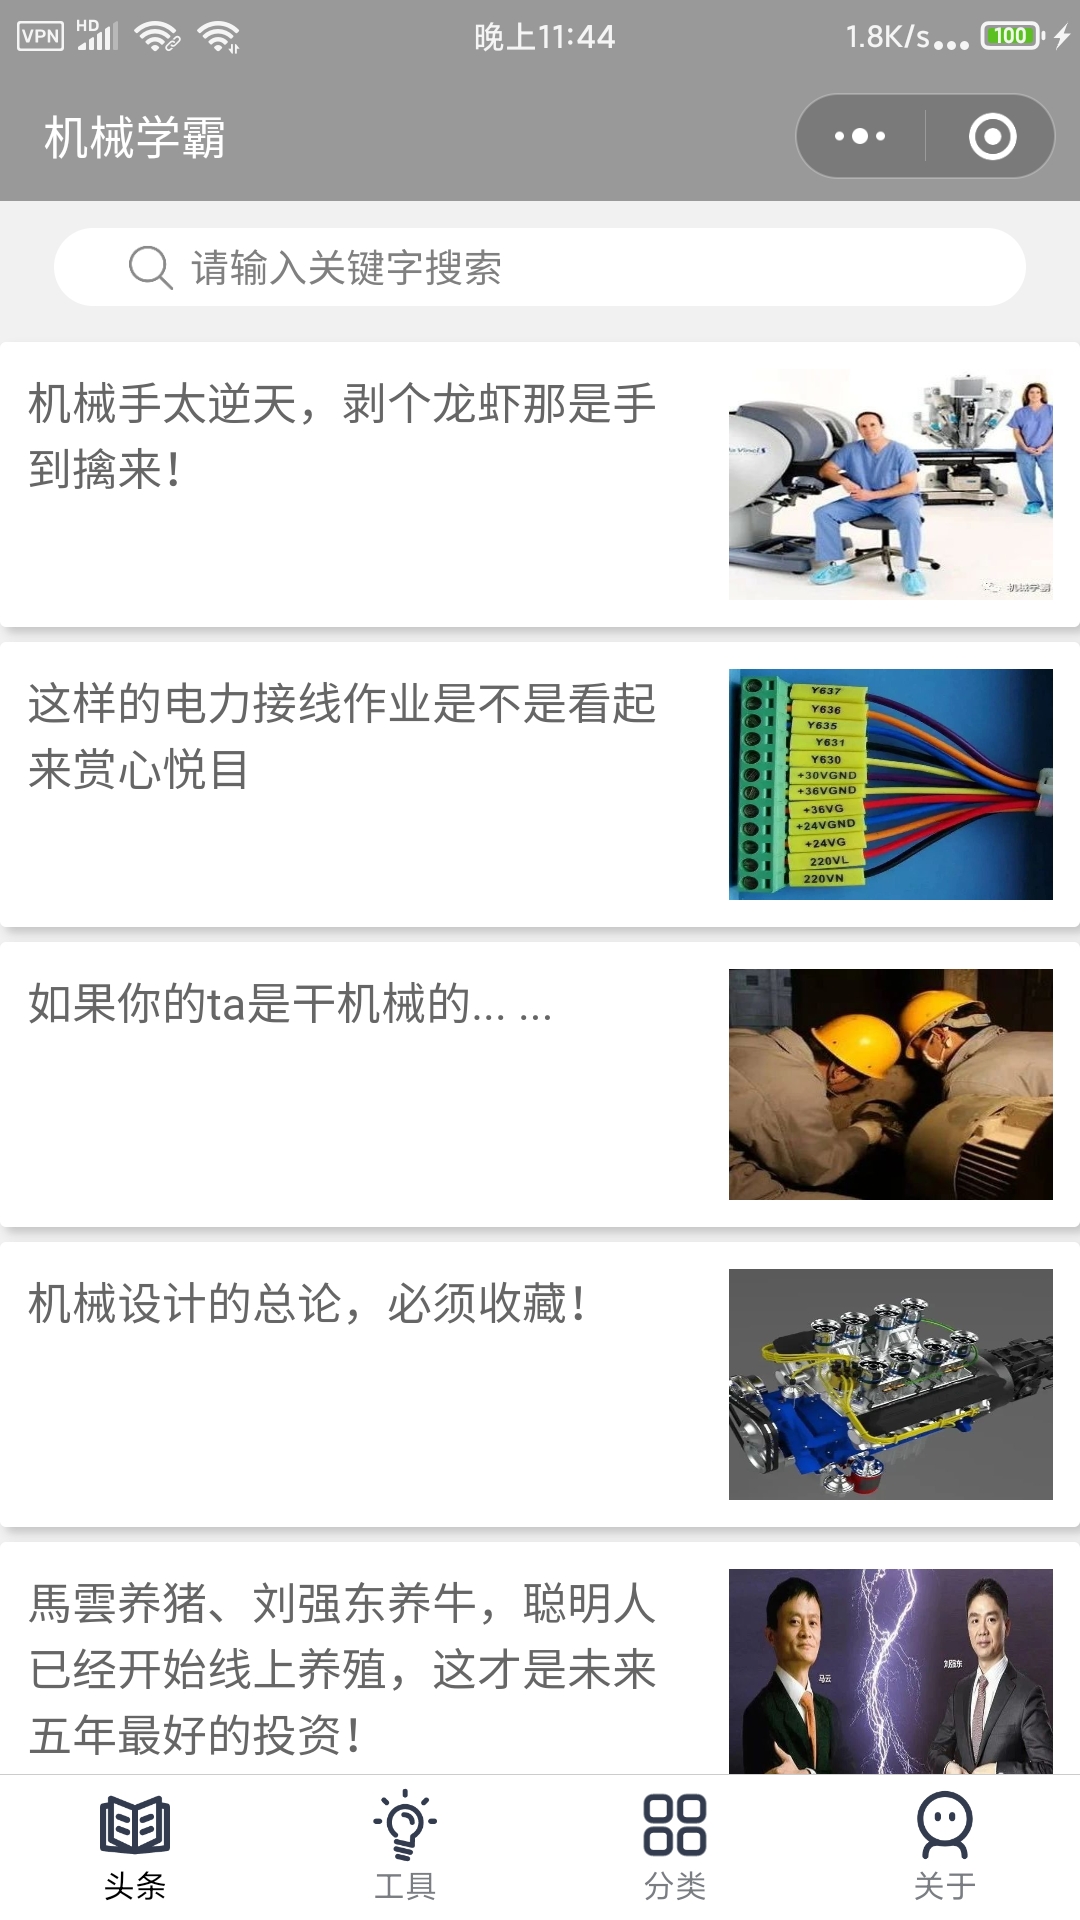 VPN HD 晚上11:44 1.8K/s... 100
机械学霸
请输入关键字搜索
机械手太逆天，剥个龙虾那是手
到擒来！
机械学霸
这样的电力接线作业是不是看起
来赏心悦目
Y637
Y636
Y635
Y631
Y630
+30VGND
+36VGND
+36VG
+24VGND
+24VG
220VL
220VN
如果你的ta是干机械的... ...
机械设计的总论，必须收藏！
馬雲养猪、刘强东养牛，聪明人
已经开始线上养殖，这才是未来
五年最好的投资！
马云
刘强东
头条 工具 分类 关于